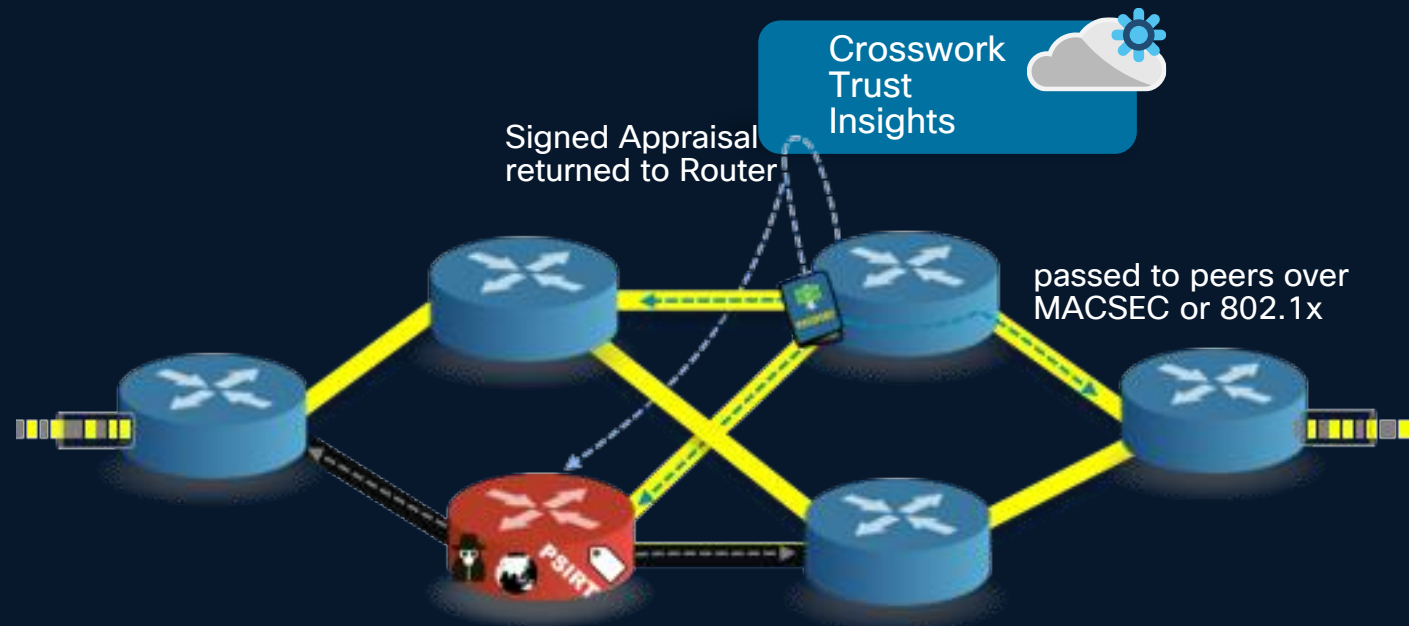 Crosswork
Trust
Insights
Signed Appraisal
returned to Router
passed to peers over
MACSEC or 802.1x
PSIRT